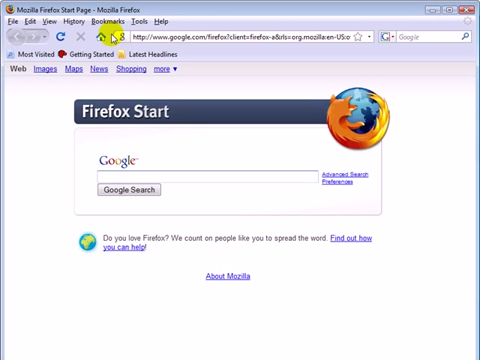 Mozilla Firefox Start Page - Mozilla Firefox
File Edit View History Bookmarks Tools Help
http://www.google.com/firefox?client=firefox-a&rls=org.mozilla:en-US:o
Google
Most Visited Getting Started Latest Headlines
Web Images Maps News Shopping more ▼
Firefox Start
Google™
Advanced Search
Preferences
Google Search
Do you love Firefox? We count on people like you to spread the word. Find out how
you can help!
About Mozilla